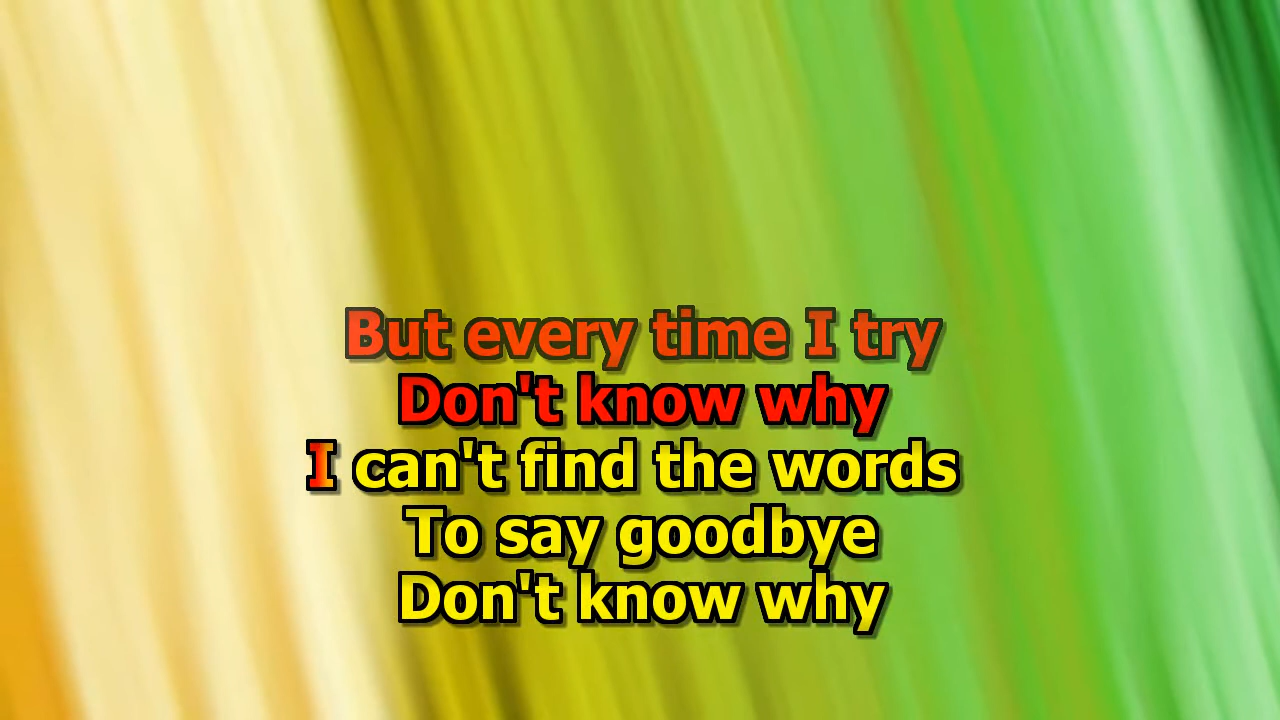 But every time I try
Don't know why
I can't find the words
To say goodbye
Don't know why